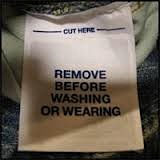 CUT HERE
REMOVE
BEFORE
WASHING
OR WEARING